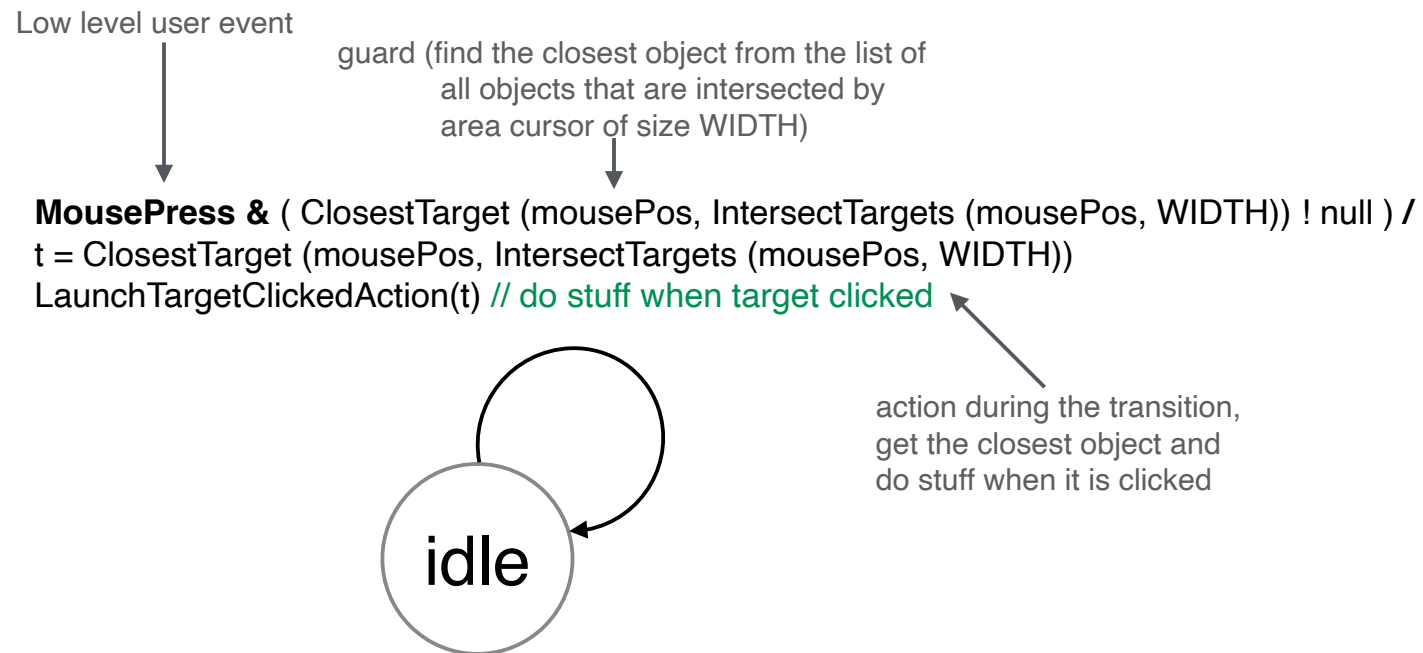 Low level user event
guard (find the closest object from the list of
all objects that are intersected by
area cursor of size WIDTH)
MousePress & ( ClosestTarget (mousePos, IntersectTargets (mousePos, WIDTH)) ! null ) /
t = ClosestTarget (mousePos, IntersectTargets (mousePos, WIDTH))
LaunchTargetClickedAction(t) // do stuff when target clicked
action during the transition,
get the closest object and
do stuff when it is clicked
idle